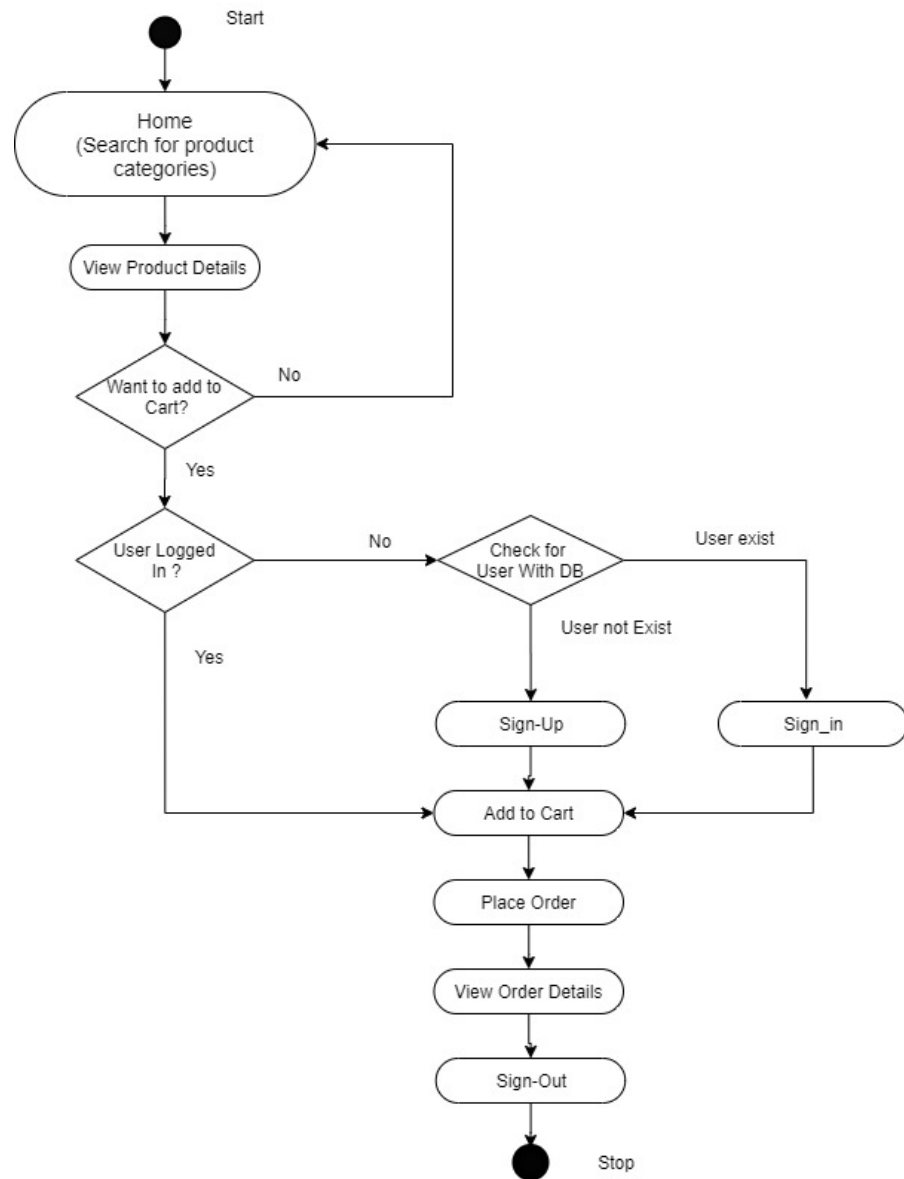 Start
Home
(Search for product
categories)
View Product Details
Want to add to
Cart?
No
Yes
User Logged
In ?
No
Check for
User With DB
User exist
User not Exist
Yes
Sign-Up
Sign_in
Add to Cart
Place Order
View Order Details
Sign-Out
Stop